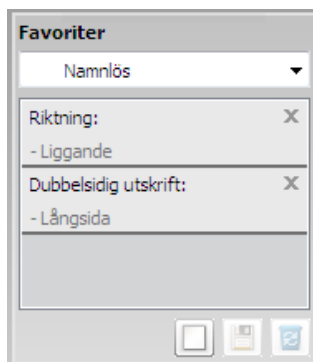 Favoriter
Namnlös
Riktning:
- Liggande
Dubbelsidig utskrift:
- Långsida